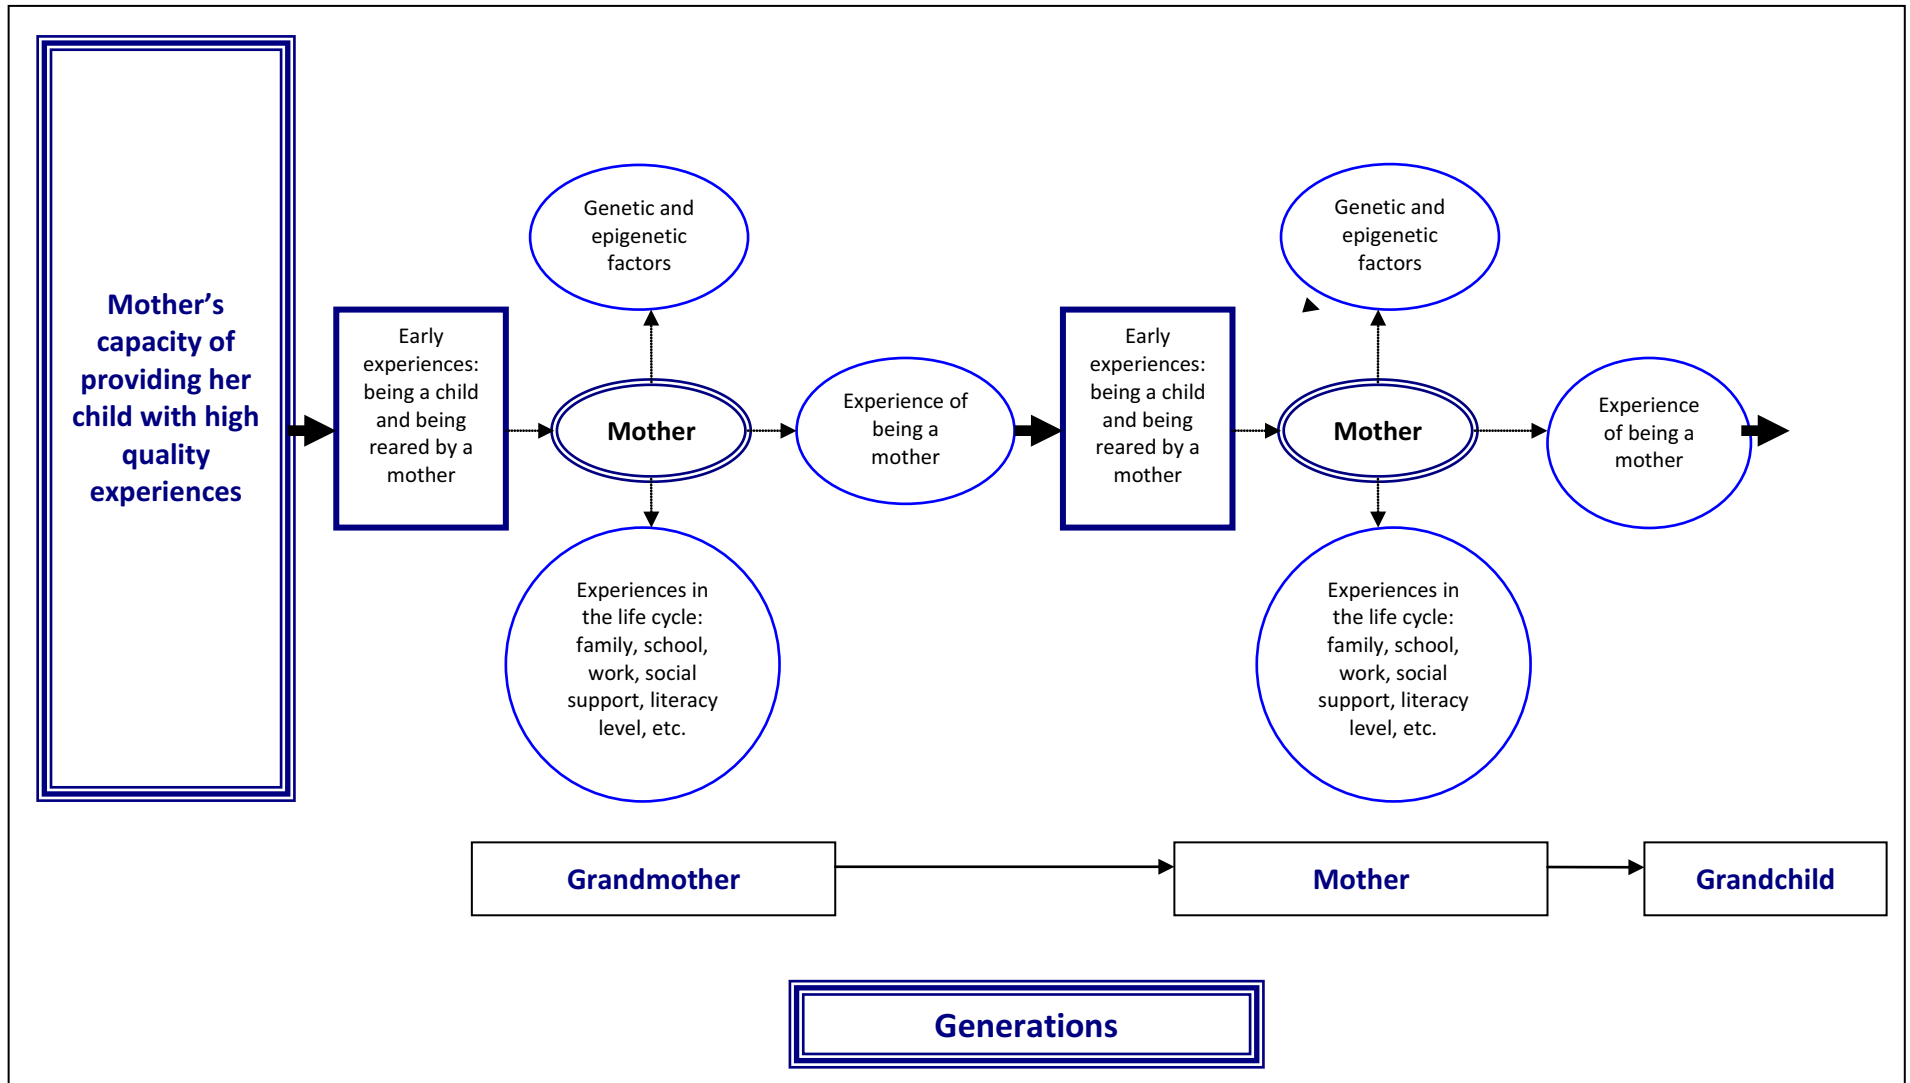 Mother’s
capacity of
providing her
child with high
quality
experiences
Early
experiences:
being a child
and being
reared by a
mother
Genetic and
epigenetic
factors
Mother
Experiences in
the life cycle:
family, school,
work, social
support, literacy
level, etc.
Experience of
being a
mother
Early
experiences:
being a child
and being
reared by a
mother
Genetic and
epigenetic
factors
Mother
Experiences in
the life cycle:
family, school,
work, social
support, literacy
level, etc.
Experience
of being a
mother
Grandmother
Mother
Grandchild
Generations